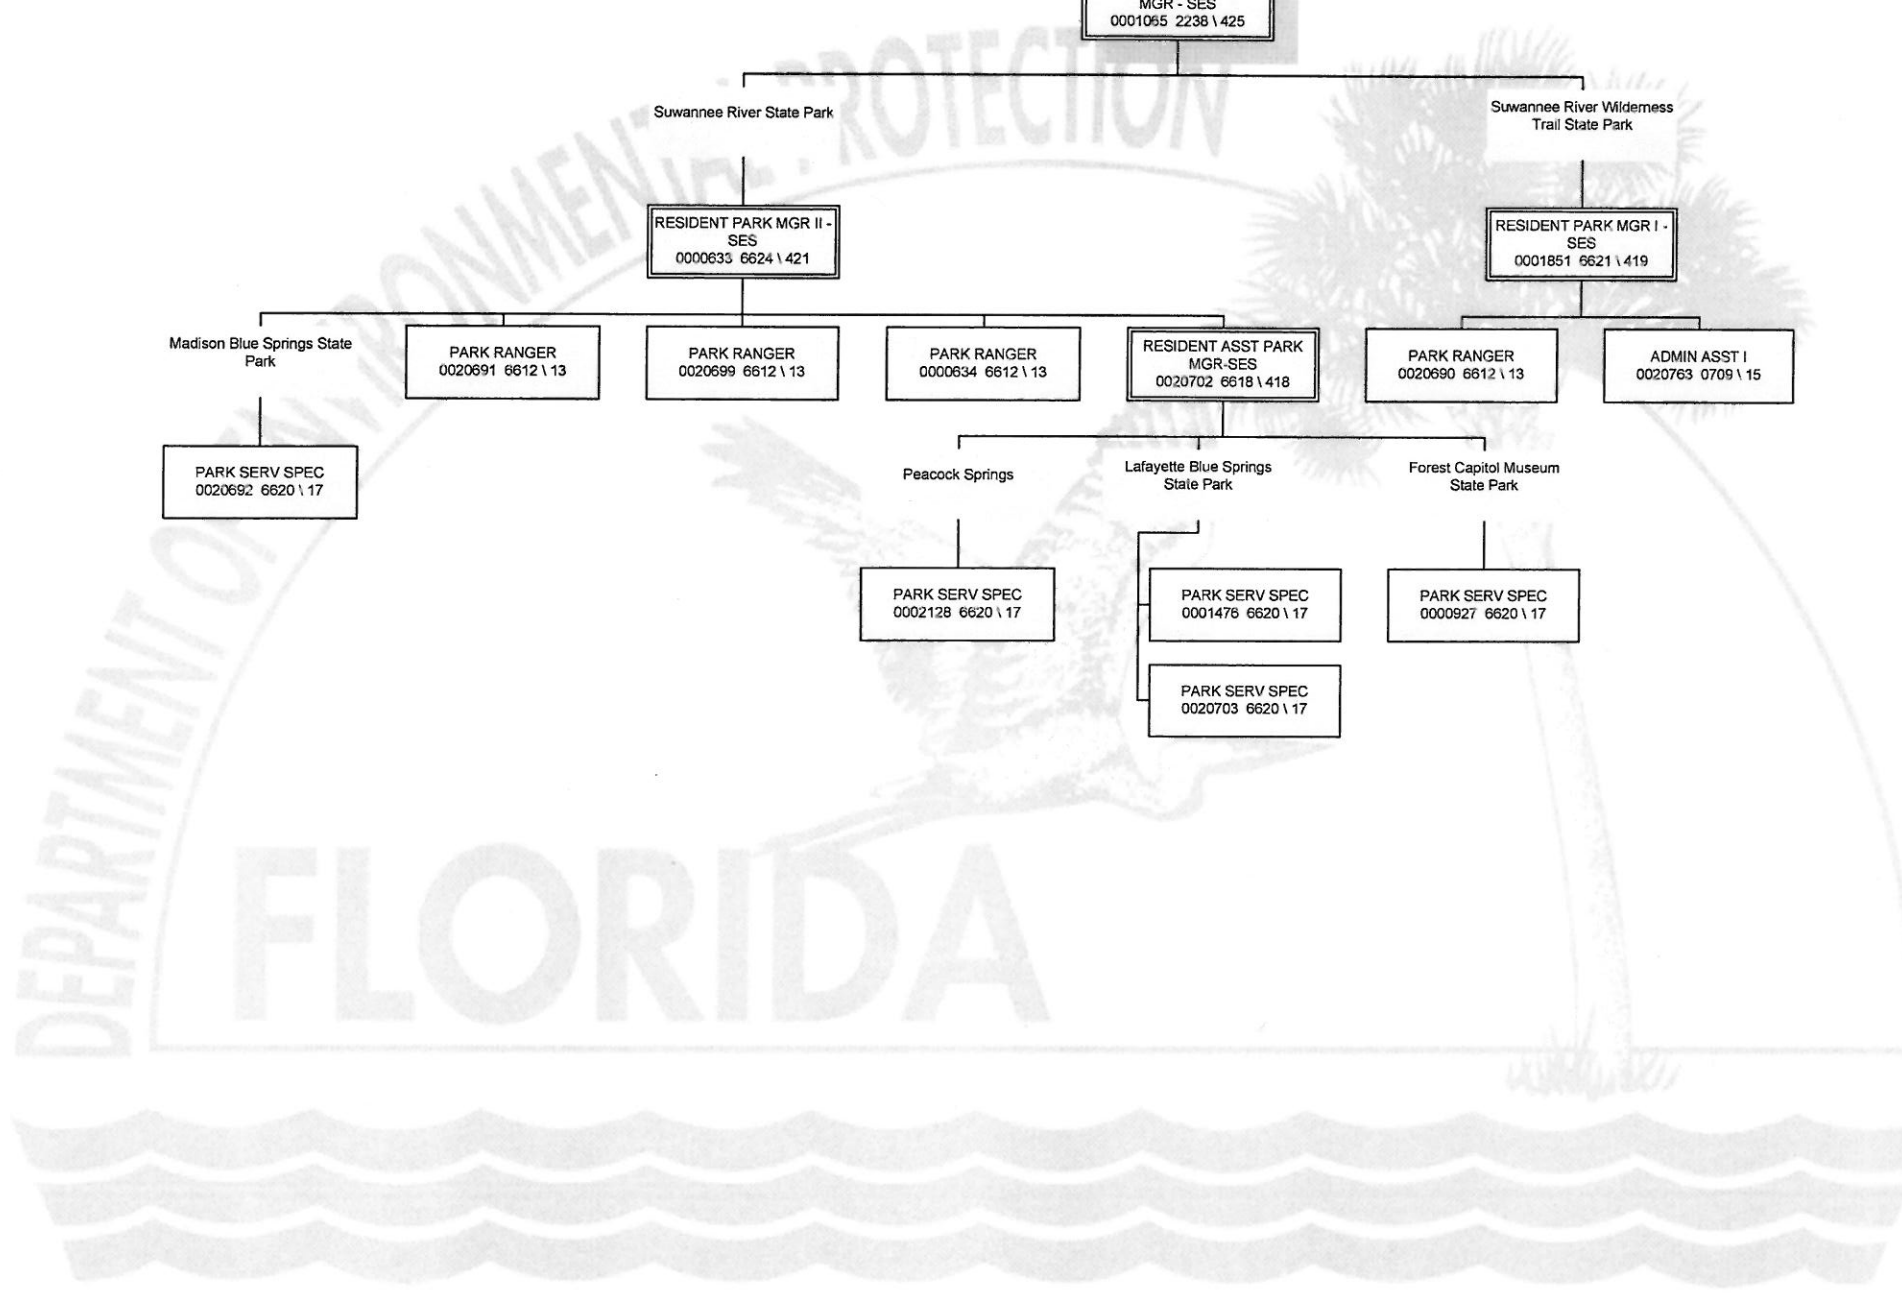 MGR - SES
0001065 2238 \ 425
Suwannee River State Park
Suwannee River Wilderness
Trail State Park
RESIDENT PARK MGR II -
SES
0000633 6624 \ 421
RESIDENT PARK MGR I -
SES
0001851 6621 \ 419
Madison Blue Springs State
Park
PARK RANGER
0020691 6612 \ 13
PARK RANGER
0020699 6612 \ 13
PARK RANGER
0000634 6612 \ 13
RESIDENT ASST PARK
MGR-SES
0020702 6618 \ 418
PARK RANGER
0020690 6612 \ 13
ADMIN ASST I
0020763 0709 \ 15
PARK SERV SPEC
0020692 6620 \ 17
Peacock Springs
Lafayette Blue Springs
State Park
Forest Capitol Museum
State Park
PARK SERV SPEC
0002128 6620 \ 17
PARK SERV SPEC
0001476 6620 \ 17
PARK SERV SPEC
0000927 6620 \ 17
PARK SERV SPEC
0020703 6620 \ 17
DEPARTMENT OF ENVIRONMENTAL PROTECTION
FLORIDA